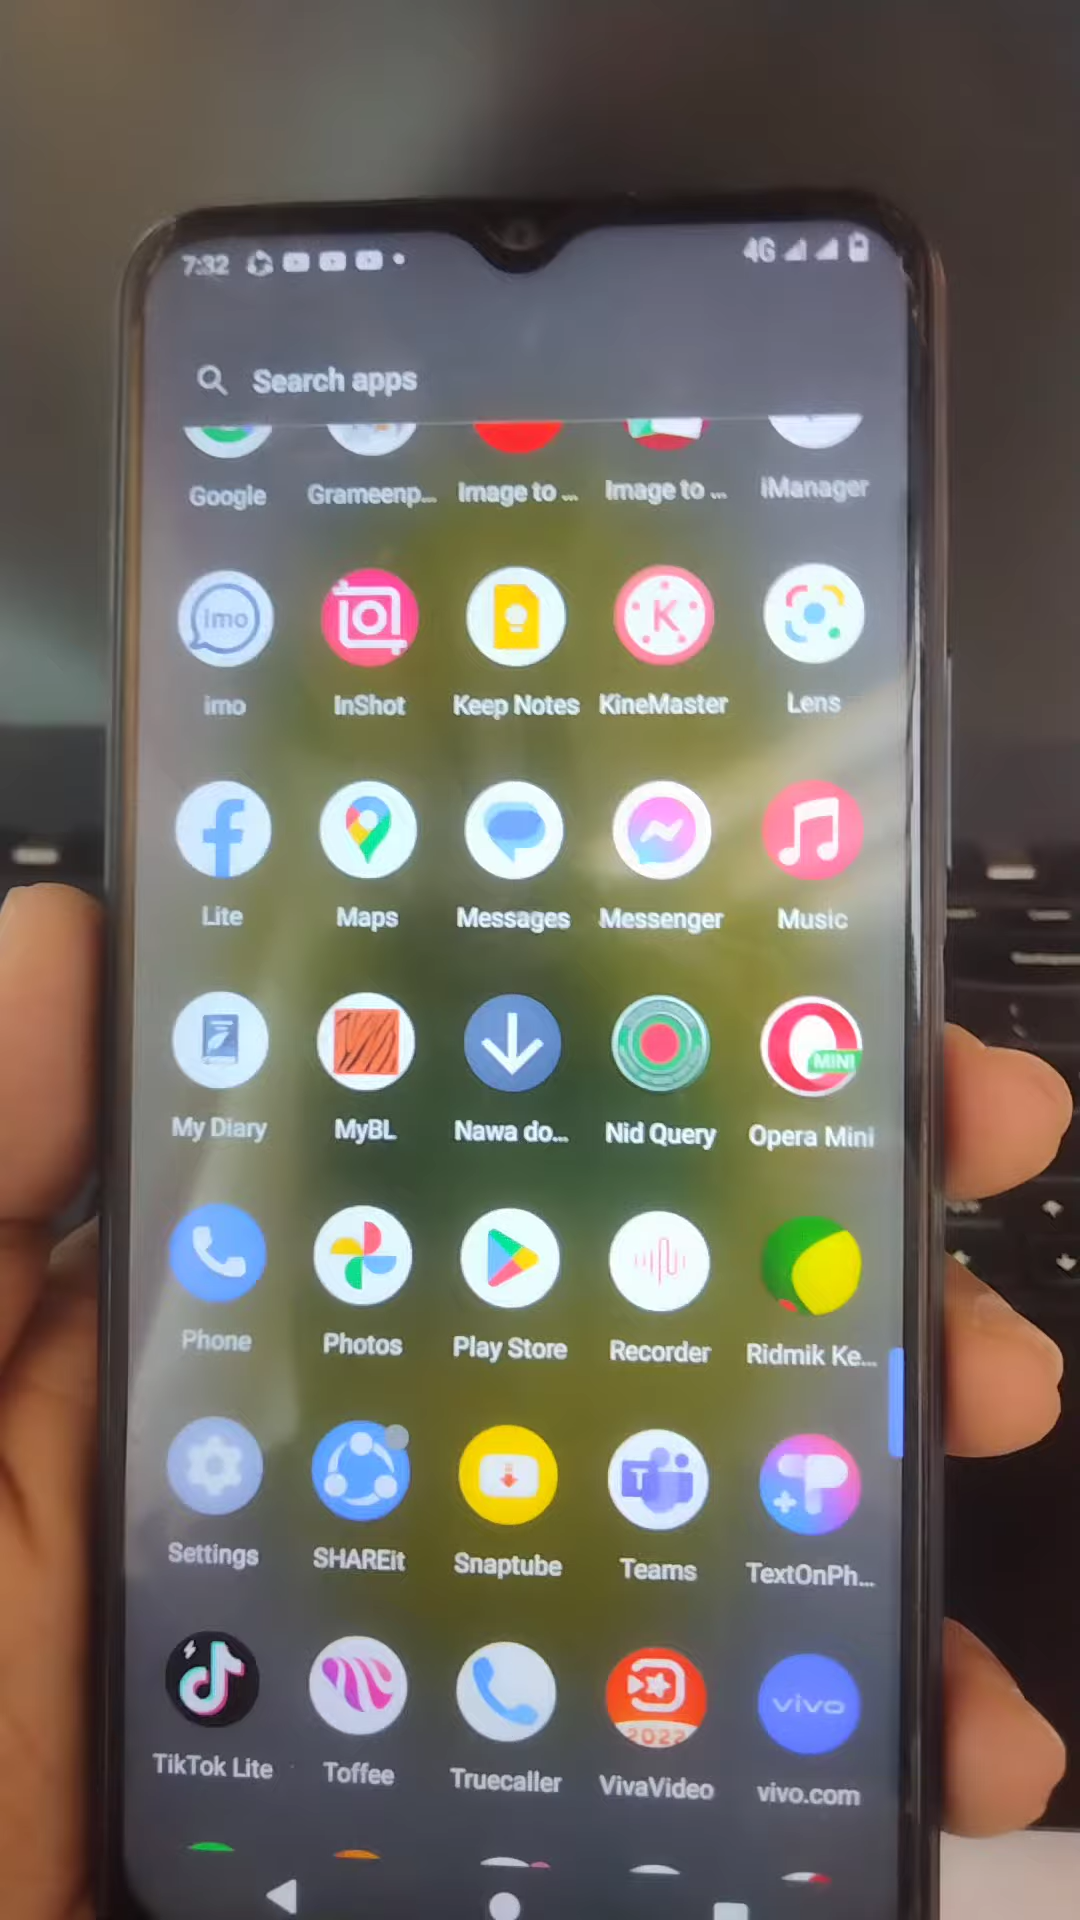 7:32 4G
Search apps
Google Grameenp... Image to ... Image to ... iManager
imo K
imo InShot Keep Notes KineMaster Lens
Lite Maps Messages Messenger Music
MINI
My Diary MyBL Nawa do... Nid Query Opera Mini
Phone Photos Play Store Recorder Ridmik Ke...
T
Settings SHAREit Snaptube Teams TextOnPh...
2022 vivo
TikTok Lite Toffee Truecaller VivaVideo vivo.com